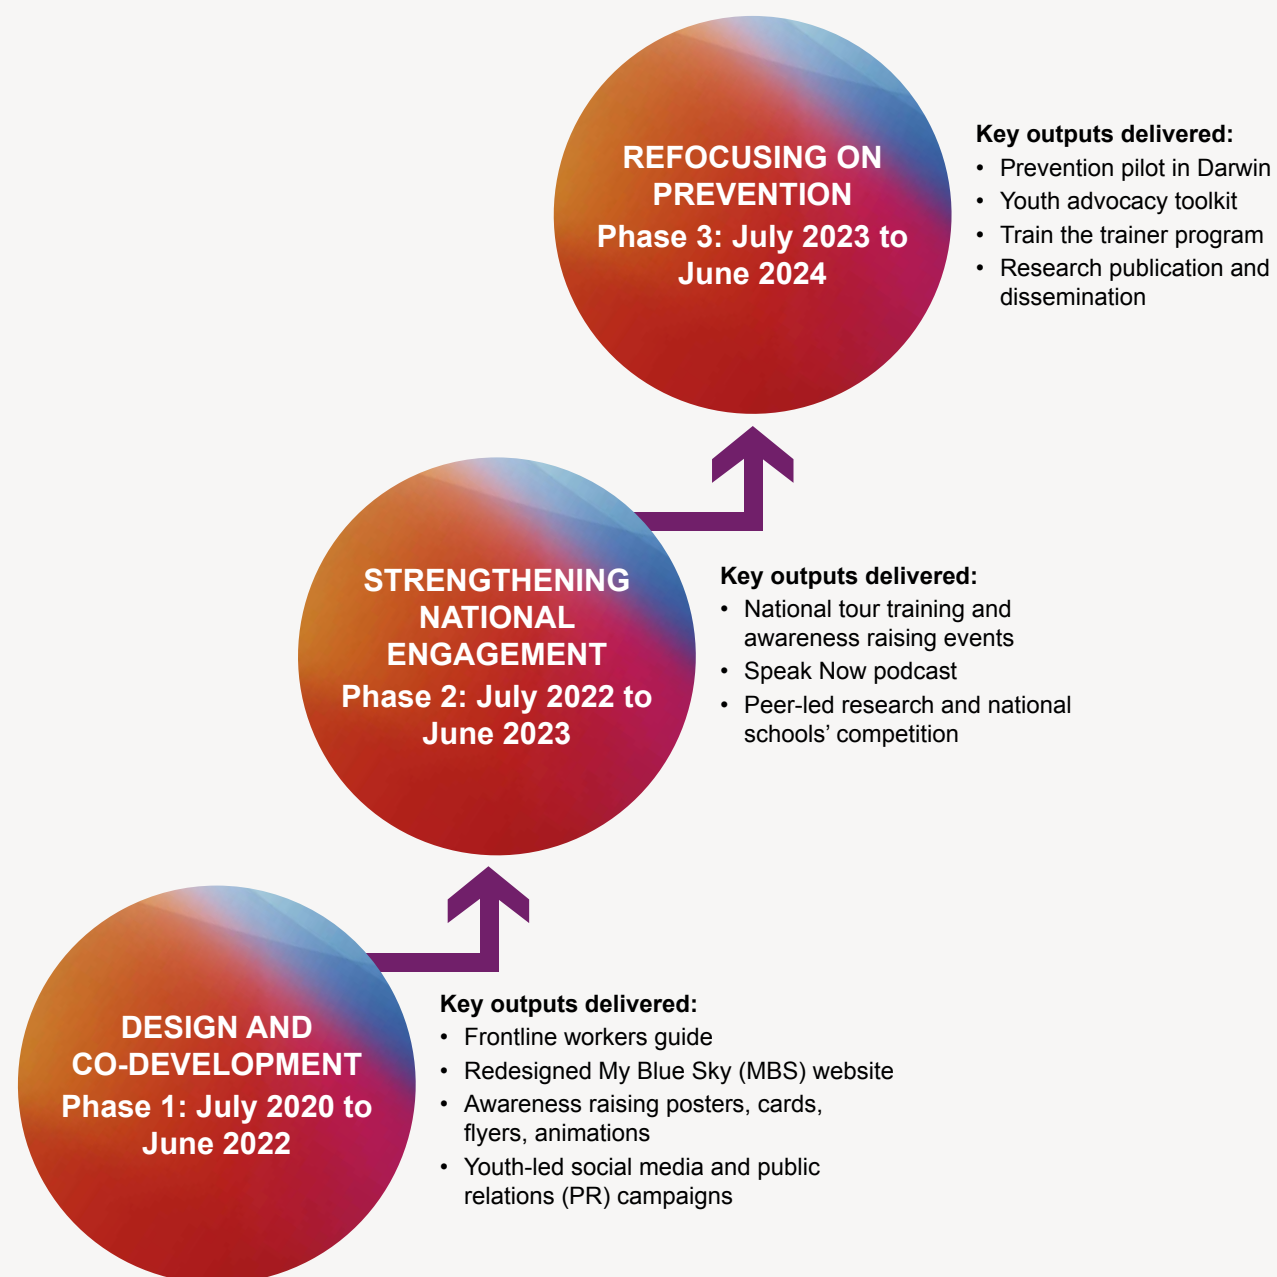 REFOCUSING ON
PREVENTION
Phase 3: July 2023 to
June 2024
Key outputs delivered:
• Prevention pilot in Darwin
• Youth advocacy toolkit
• Train the trainer program
• Research publication and
dissemination
STRENGTHENING
NATIONAL
ENGAGEMENT
Phase 2: July 2022 to
June 2023
Key outputs delivered:
• National tour training and
awareness raising events
• Speak Now podcast
• Peer-led research and national
schools’ competition
DESIGN AND
CO-DEVELOPMENT
Phase 1: July 2020 to
June 2022
Key outputs delivered:
• Frontline workers guide
• Redesigned My Blue Sky (MBS) website
• Awareness raising posters, cards,
flyers, animations
• Youth-led social media and public
relations (PR) campaigns